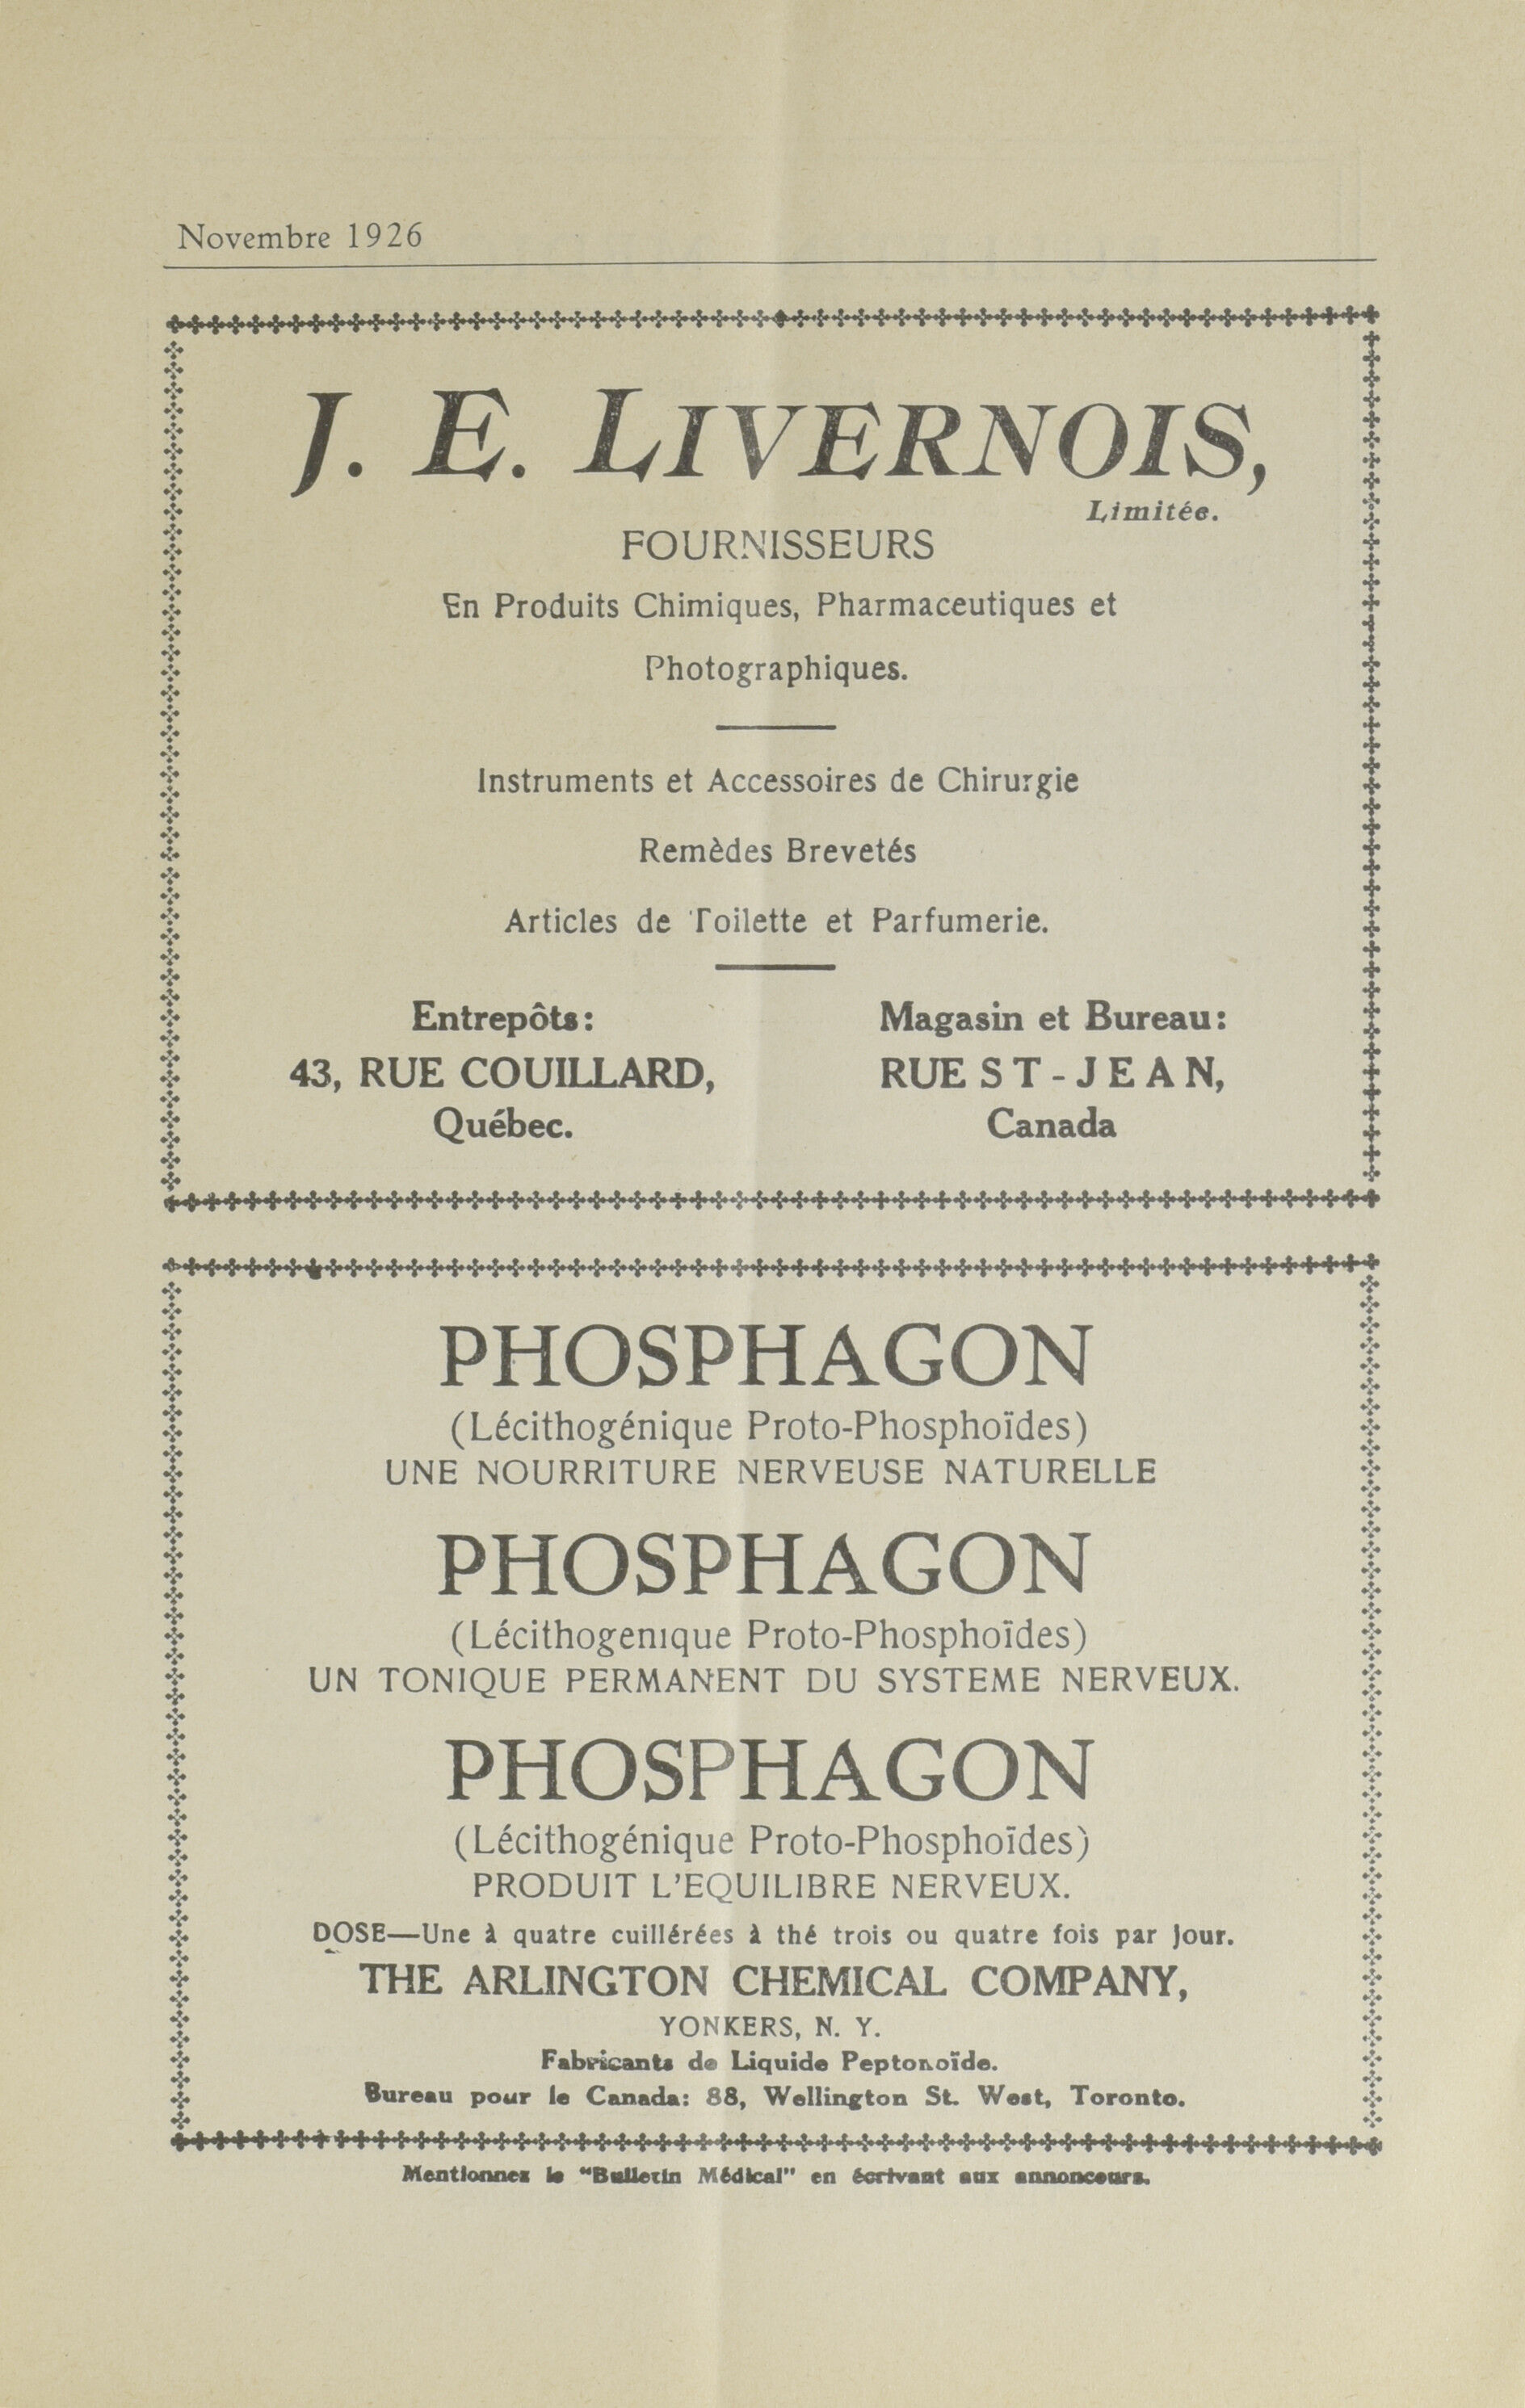 Novembre 1926
J. E. LIVERNOIS,
Limitée.
FOURNISSEURS
En Produits Chimiques, Pharmaceutiques et
Photographiques.
Instruments et Accessoires de Chirurgie
Remèdes Brevetés
Articles de Toilette et Parfumerie.
Entrepôts:
43, RUE COUILLARD,
Québec.
Magasin et Bureau:
RUE ST-JEAN,
Canada
PHOSPHAGON
(Lécithogénique Proto-Phosphoïdes)
UNE NOURRITURE NERVEUSE NATURELLE
PHOSPHAGON
(Lécithogenique Proto-Phosphoïdes)
UN TONIQUE PERMANENT DU SYSTEME NERVEUX.
PHOSPHAGON
(Lécithogénique Proto-Phosphoïdes)
PRODUIT L'EQUILIBRE NERVEUX.
DOSE—Une à quatre cuillérées à thé trois ou quatre fois par Jour.
THE ARLINGTON CHEMICAL COMPANY,
YONKERS, N. Y.
Fabricants de Liquide Peptonoïde.
Bureau pour le Canada: 88, Wellington St. West, Toronto.
Mentionnez le "Bulletin Médical" en écrivant aux annonceurs.